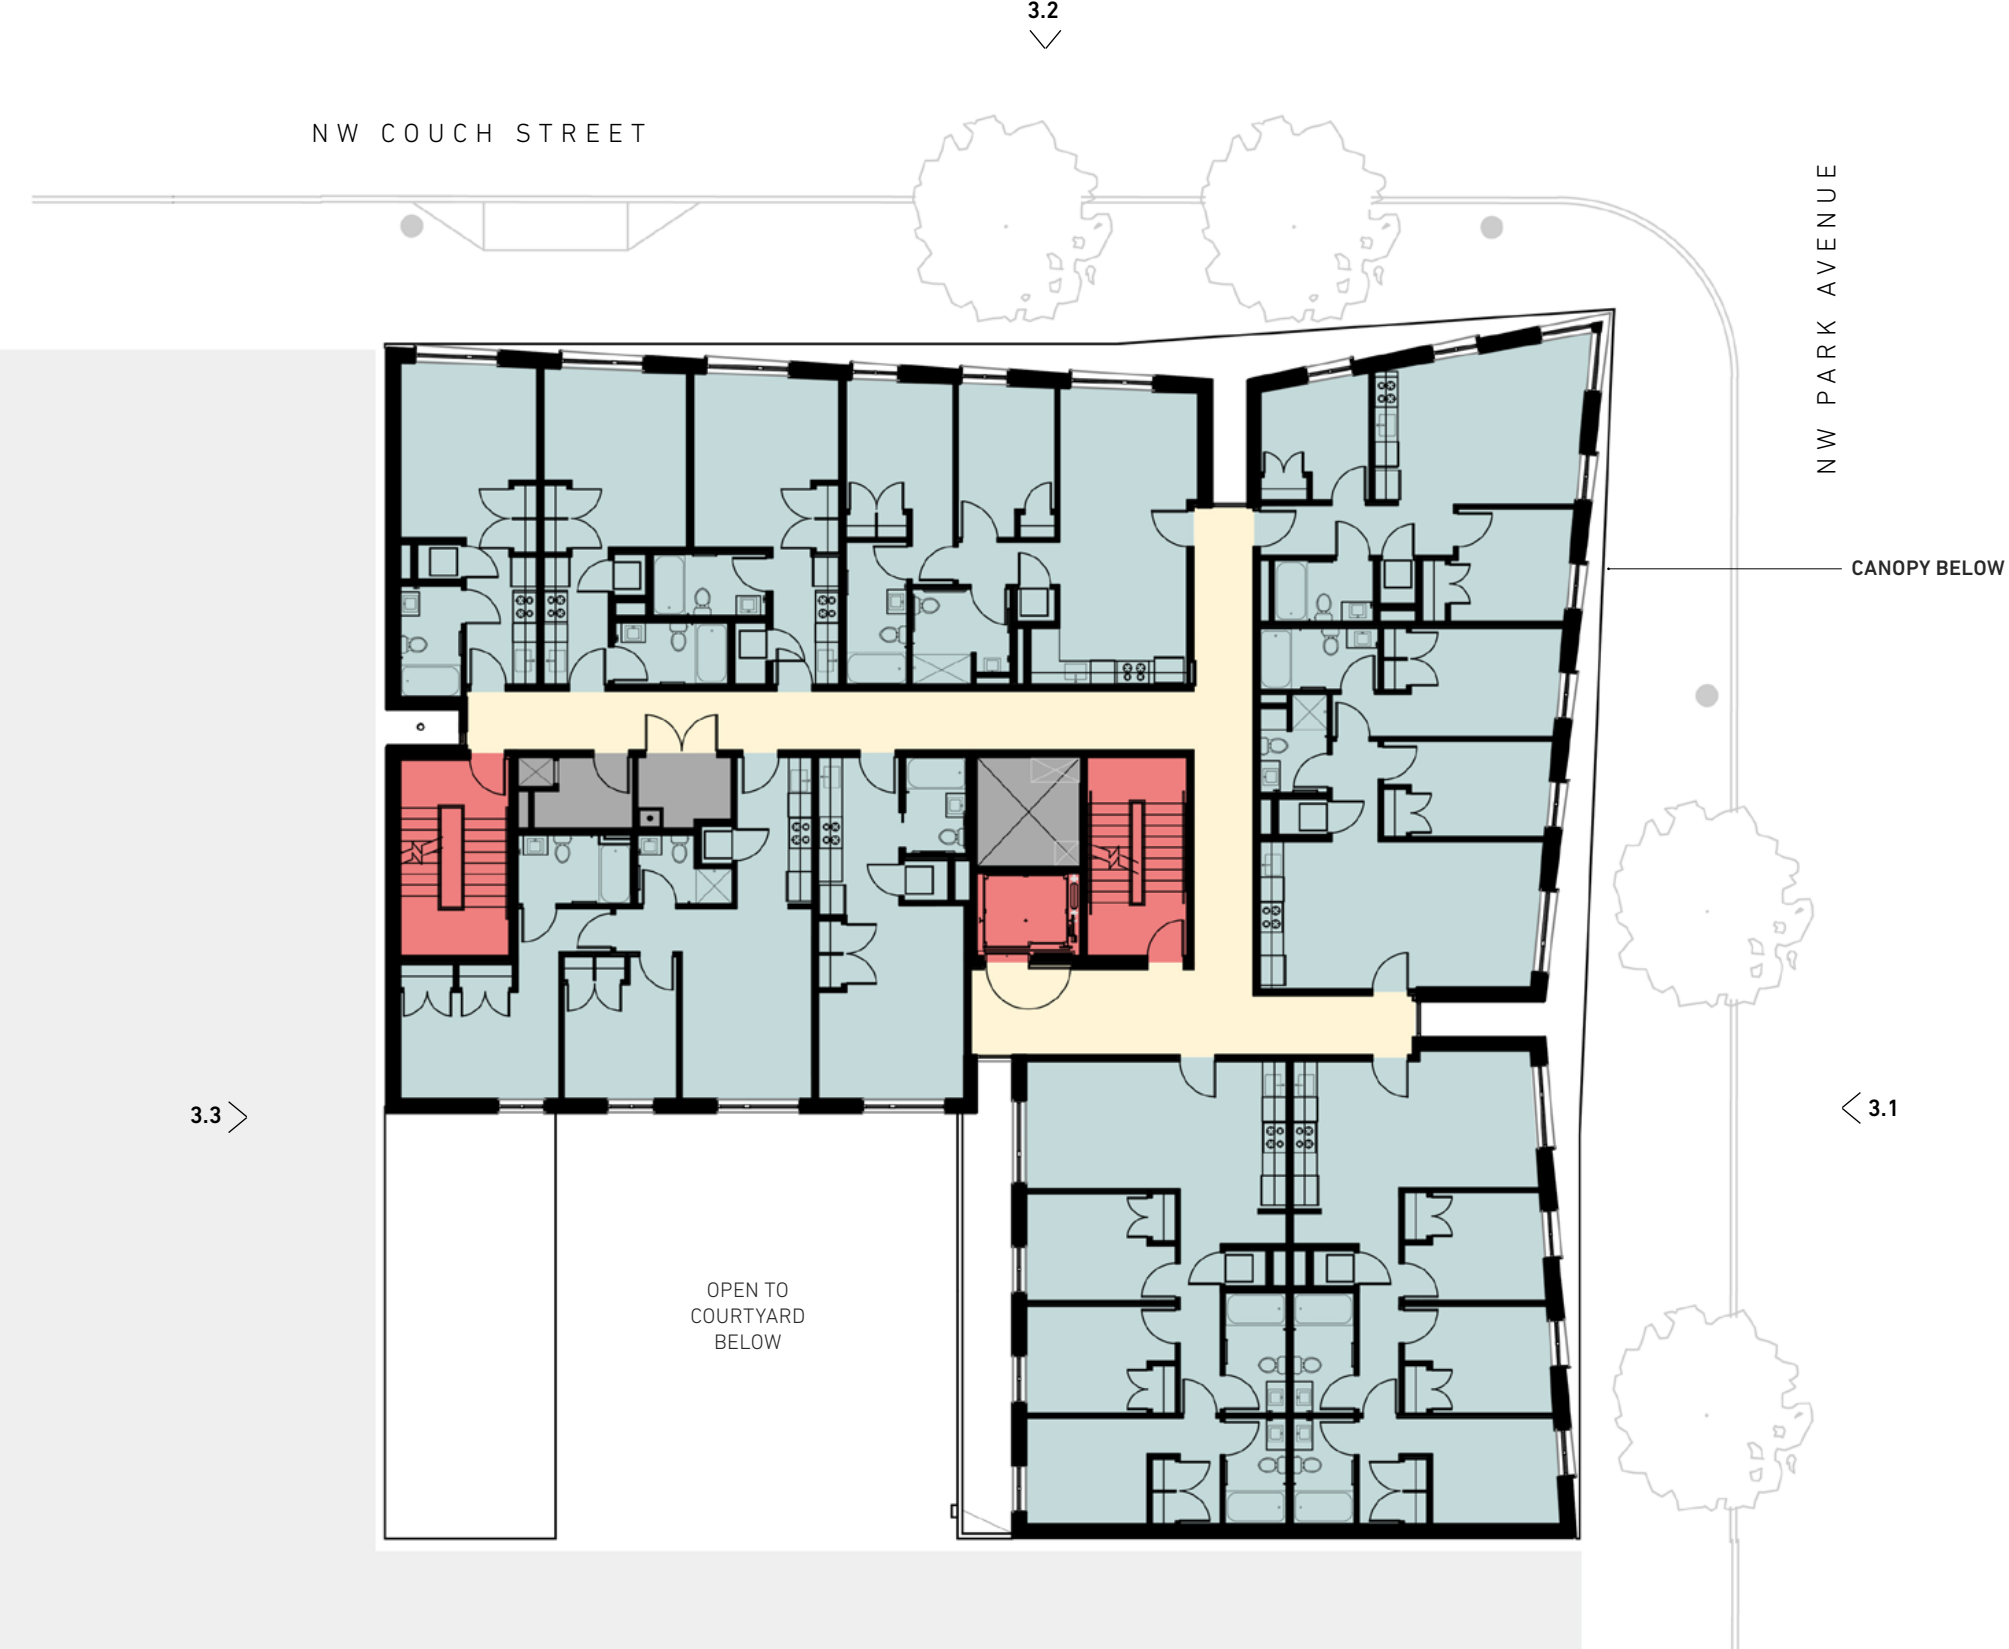 3.2
NW COUCH STREET
NW PARK AVENUE
CANOPY BELOW
3.3
3.1
OPEN TO
COURTYARD
BELOW